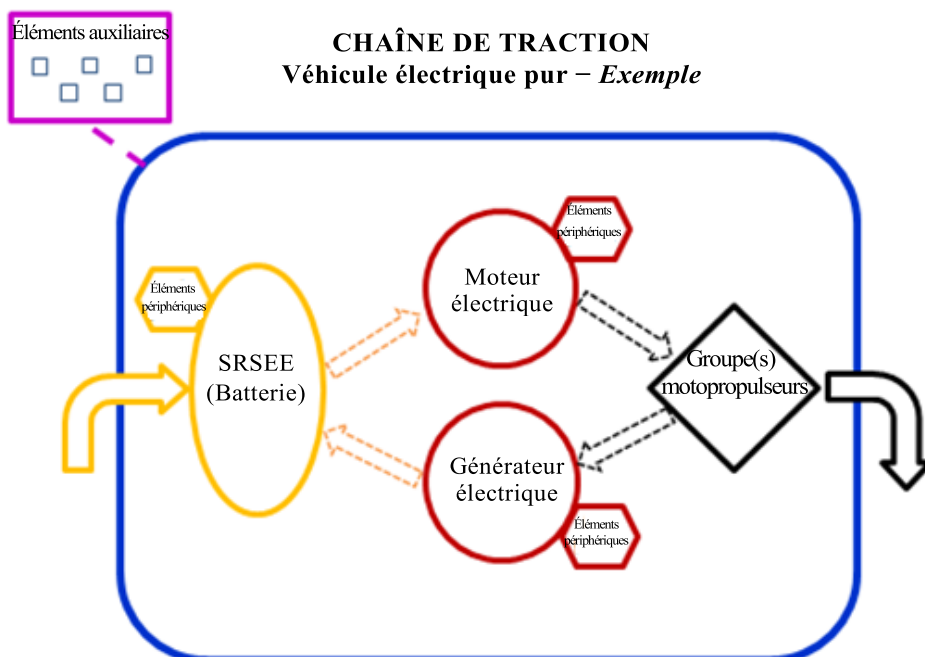 Éléments auxiliaires
CHAÎNE DE TRACTION
Véhicule électrique pur − Exemple
Éléments
périphériques
Moteur
électrique
Éléments
périphériques
SRSEE
(Batterie)
Groupe(s)
motopropulseurs
Générateur
électrique
Éléments
périphériques